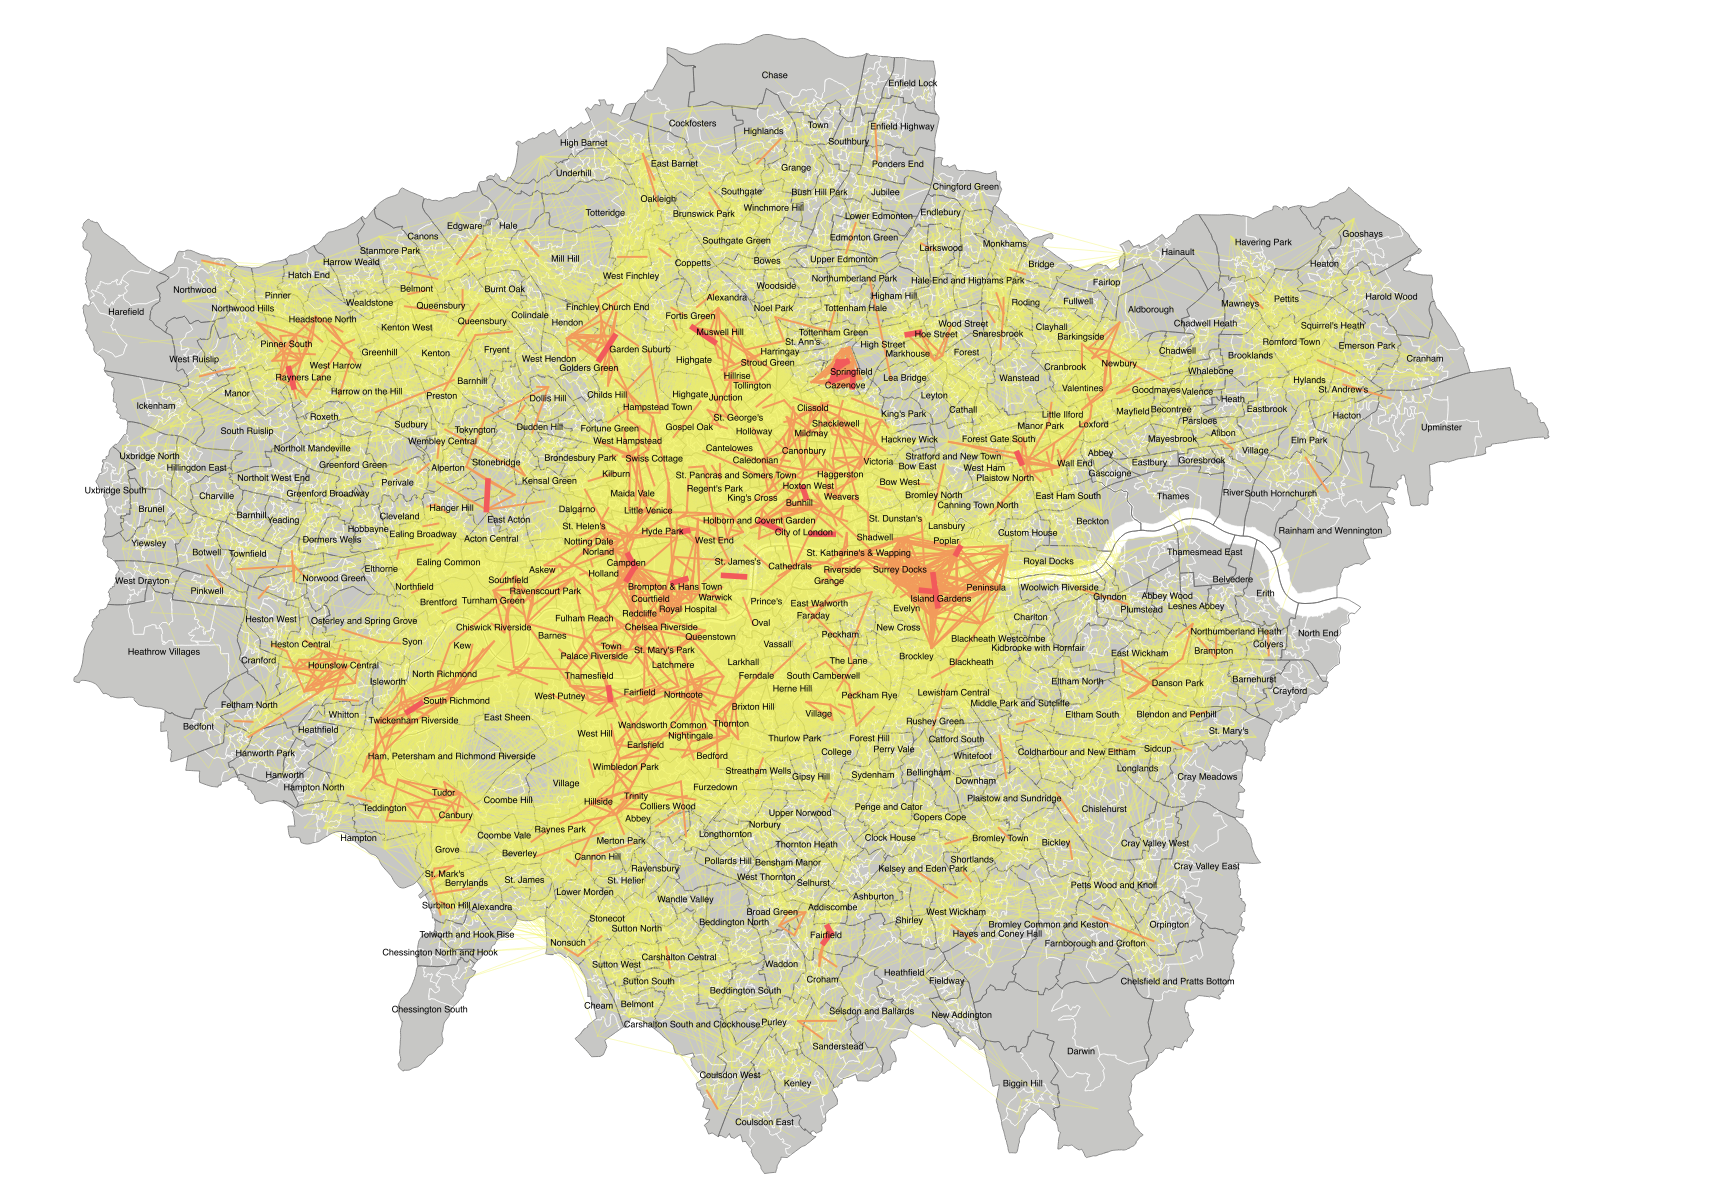 Chase
Enfield Lock
Cockfosters
Highlands
Town
Enfield Highway
High Barnet
Southbury
East Barnet
Grange
Ponders End
Underhill
Southgate
Bush Hill Park
Jubilee
Chingford Green
Oakleigh
Totteridge
Brunswick Park
Winchmore Hill
Lower Edmonton
Endlebury
Edgware
Hale
Canons
Southgate Green
Edmonton Green
Larkswood
Monkhams
Gooshays
Havering Park
Stanmore Park
Harrow Weald
Mill Hill
Coppetts
Bowes
Upper Edmonton
Bridge
Hainault
Heaton
Hatch End
West Finchley
Northumberland Park
Hale End and Highams Park
Fairlop
Northwood
Belmont
Burnt Oak
Woodside
Pinner
Wealdstone
Queensbury
Alexandra
Higham Hill
Roding
Fullwell
Mawneys
Pettits
Harold Wood
Harefield
Northwood Hills
Finchley Church End
Noel Park
Tottenham Hale
Aldborough
Headstone North
Kenton West
Queensbury
Colindale
Hendon
Fortis Green
Muswell Hill
Tottenham Green
Wood Street
Hoe Street
Snaresbrook
Clayhall
Barkingside
Chadwell Heath
Squirrel's Heath
Pinner South
Greenhill
Kenton
Fryent
West Hendon
Garden Suburb
St. Ann's
High Street
Harringay
Markhouse
Forest
Chadwell
Romford Town
Emerson Park
Brooklands
West Ruislip
West Harrow
Golders Green
Highgate
Stroud Green
Newbury
Cranbrook
Whalebone
Cranham
Rayners Lane
Barnhill
Hillrise
Springfield
Lea Bridge
Wanstead
Tollington
Cazenove
Valentines
Goodmayes
Valence
Hylands
St. Andrew's
Manor
Harrow on the Hill
Preston
Dollis Hill
Childs Hill
Highgate
Junction
Leyton
Heath
Ickenham
Hampstead Town
Clissold
King's Park
Cathall
Little Ilford
Mayfield
Becontree
Eastbrook
Hacton
Roxeth
Sudbury
St. George's
Shacklewell
Manor Park
Loxford
Parsloes
Upminster
South Ruislip
Tokyngton
Dudden Hill
Fortune Green
Gospel Oak
Holloway
Mildmay
Hackney Wick
Forest Gate South
Mayesbrook
Alibon
Elm Park
Wembley Central
West Hampstead
Northolt Mandeville
Cantelowes
Canonbury
Village
Uxbridge North
Brondesbury Park
Swiss Cottage
Caledonian
Victoria
Stratford and New Town
Abbey
Eastbury
Goresbrook
Hillingdon East
Greenford Green
Alperton
Stonebridge
Kilburn
St. Pancras and Somers Town
Haggerston
Bow East
West Ham
Wall End
Gascoigne
Northolt West End
Perivale
Kensal Green
Plaistow North
Uxbridge South
Charville
Greenford Broadway
Maida Vale
Regent's Park
Hoxton West
Bow West
River
South Hornchurch
King's Cross
Bunhill
Weavers
Bromley North
East Ham South
Thames
Brunel
Barnhill
Yeading
Cleveland
Hanger Hill
Dalgarno
Little Venice
Canning Town North
Hobbayne
East Acton
St. Helen's
Holborn and Covent Garden
St. Dunstan's
Lansbury
Beckton
Rainham and Wennington
Yiewsley
Dormers Wells
Ealing Broadway
Acton Central
Notting Dale
Hyde Park
West End
City of London
Shadwell
Poplar
Custom House
Botwell
Townfield
Norland
St. Katharine's & Wapping
Thamesmead East
Ealing Common
Campden
St. James's
Cathedrals
Riverside
Surrey Docks
Royal Docks
Elthorne
Askew
Holland
West Drayton
Norwood Green
Southfield
Grange
Belvedere
Pinkwell
Northfield
Ravenscourt Park
Brompton & Hans Town
Peninsula
Woolwich Riverside
Glyndon
Abbey Wood
Erith
Brentford
Turnham Green
Courtfield
Warwick
Prince's
East Walworth
Island Gardens
Plumstead
Lesnes Abbey
Heston West
Osterley and Spring Grove
Fulham Reach
Redcliffe
Royal Hospital
Faraday
Evelyn
Charlton
Chiswick Riverside
Chelsea Riverside
Oval
New Cross
Northumberland Heath
North End
Syon
Barnes
Queenstown
Peckham
Blackheath Westcombe
Heston Central
Kew
Town
St. Mary's Park
Vassall
Kidbrooke with Hornfair
Colyers
Heathrow Villages
Cranford
Hounslow Central
Palace Riverside
Latchmere
Larkhall
The Lane
Brockley
Blackheath
East Wickham
Brampton
Isleworth
North Richmond
Thamesfield
Ferndale
South Camberwell
Eltham North
Danson Park
Barnehurst
Crayford
South Richmond
West Putney
Fairfield
Northcote
Herne Hill
Peckham Rye
Lewisham Central
Feltham North
Brixton Hill
Middle Park and Sutcliffe
Whitton
Twickenham Riverside
East Sheen
Village
Eltham South
Blendon and Penhill
Bedfont
Heathfield
Wandsworth Common
Thornton
Rushey Green
St. Mary's
West Hill
Nightingale
Thurlow Park
Forest Hill
Catford South
Earlsfield
Perry Vale
Hanworth Park
Ham, Petersham and Richmond Riverside
Bedford
College
Whitefoot
Coldharbour and New Eltham
Sidcup
Wimbledon Park
Streatham Wells
Gipsy Hill
Sydenham
Bellingham
Longlands
Cray Meadows
Hanworth
Village
Furzedown
Downham
Hampton North
Tudor
Coombe Hill
Hillside
Trinity
Plaistow and Sundridge
Teddington
Colliers Wood
Penge and Cator
Chislehurst
Canbury
Abbey
Upper Norwood
Copers Cope
Hampton
Coombe Vale
Raynes Park
Norbury
Longthornton
Clock House
Bromley Town
Bickley
Cray Valley West
Grove
Beverley
Merton Park
Thornton Heath
Cannon Hill
Pollards Hill
Bensham Manor
Shortlands
Cray Valley East
St. Mark's
Berrylands
St. James
Ravensbury
Kelsey and Eden Park
St. Helier
West Thornton
Selhurst
Petts Wood and Knoll
Lower Morden
Ashburton
Surbiton Hill
Alexandra
Wandle Valley
Addiscombe
Stonecot
Broad Green
Beddington North
Shirley
West Wickham
Bromley Common and Keston
Orpington
Tolworth and Hook Rise
Sutton North
Fairfield
Hayes and Coney Hall
Farnborough and Crofton
Nonsuch
Chessington North and Hook
Carshalton Central
Sutton West
Waddon
Heathfield
Sutton South
Croham
Fieldway
Chelsfield and Pratts Bottom
Beddington South
Chessington South
Cheam
Belmont
Selsdon and Ballards
New Addington
Carshalton South and Clockhouse
Purley
Sanderstead
Darwin
Coulsdon West
Kenley
Biggin Hill
Coulsdon East